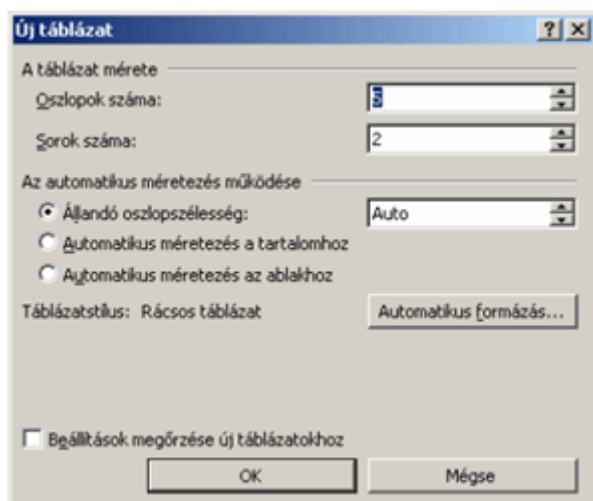 Új táblázat
A táblázat mérete
Oszlopok száma: 5
Sorok száma: 2
Az automatikus méretezés működése
Állandó oszlopszélesség: Auto
Automatikus méretezés a tartalomhoz
Automatikus méretezés az ablakhoz
Táblázatstílus: Rácsos táblázat Automatikus formázás...
Beállítások megőrzése új táblázatokhoz
OK Mégse